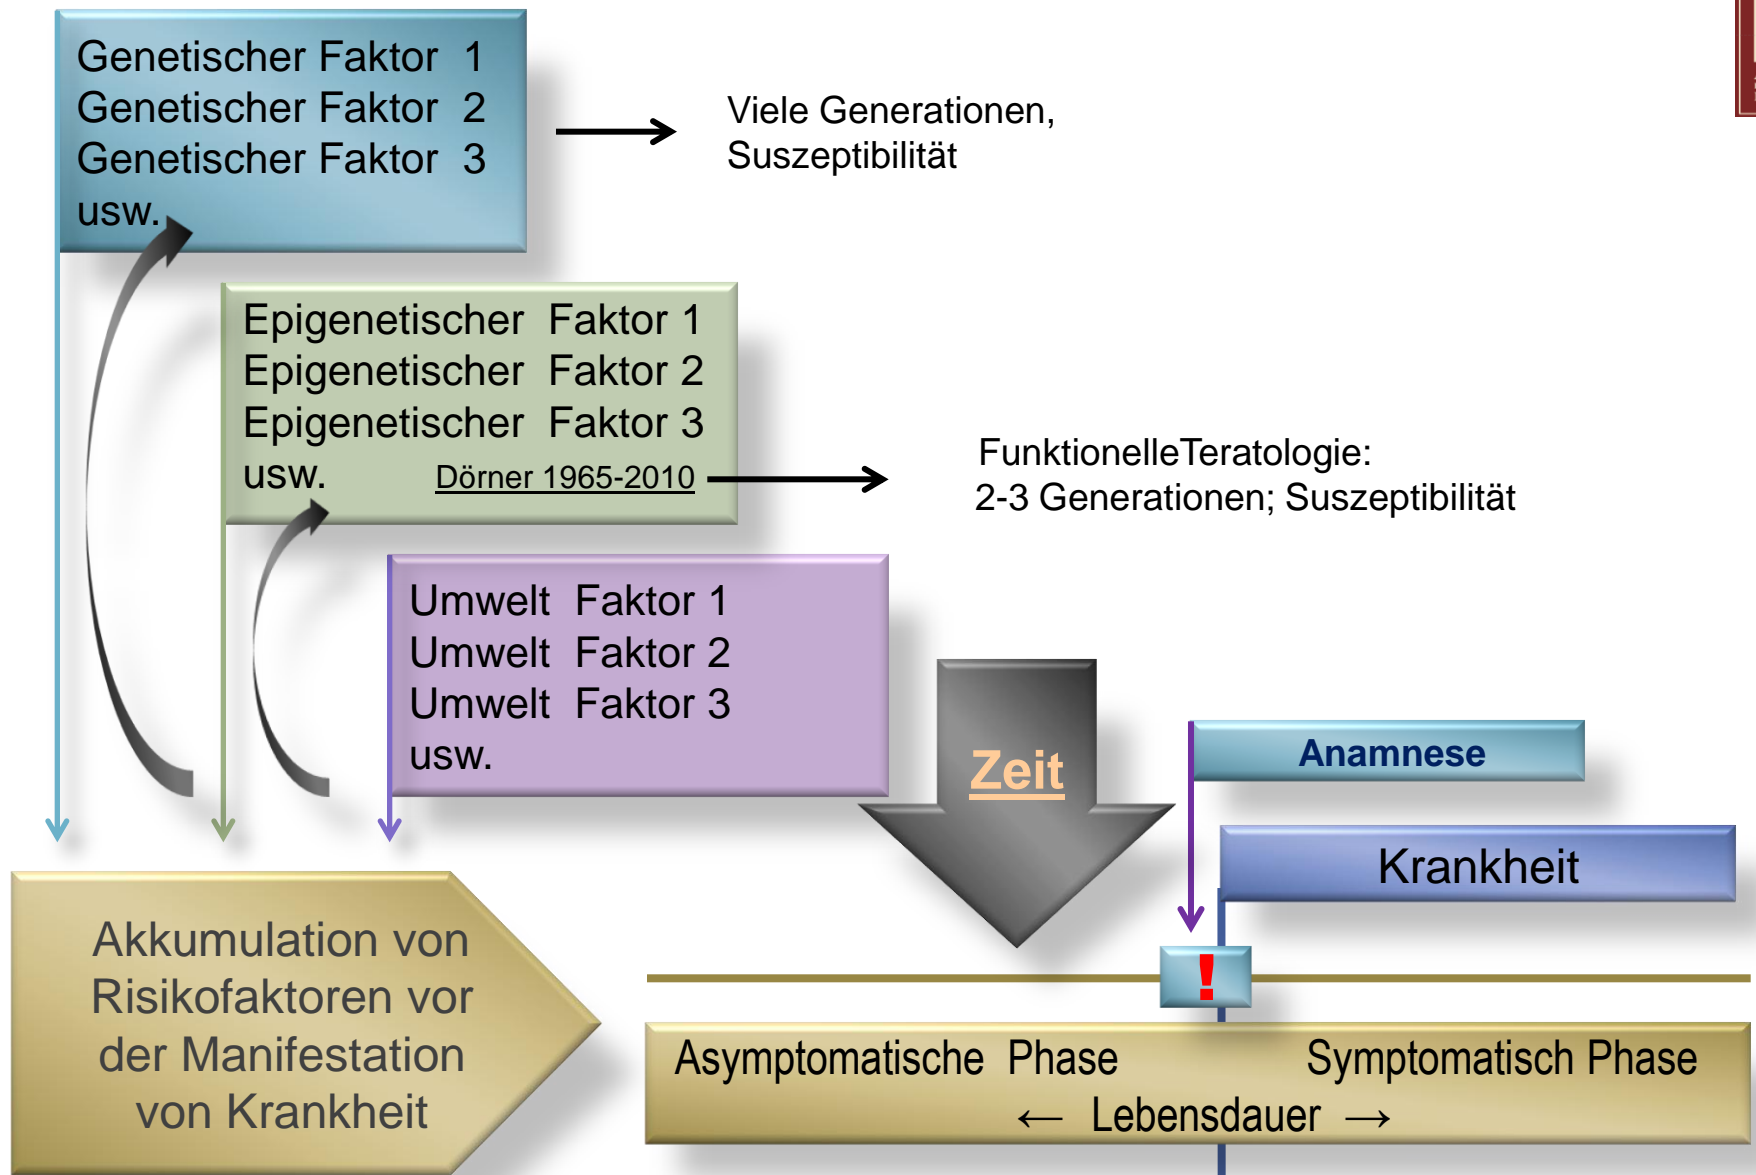 Genetischer Faktor 1
Genetischer Faktor 2
Genetischer Faktor 3
usw.
Viele Generationen,
Suszeptibilität
Epigenetischer Faktor 1
Epigenetischer Faktor 2
Epigenetischer Faktor 3
usw. Dörner 1965-2010
FunktionelleTeratologie:
2-3 Generationen; Suszeptibilität
Umwelt Faktor 1
Umwelt Faktor 2
Umwelt Faktor 3
usw.
Zeit
Anamnese
Krankheit
!
Akkumulation von
Risikofaktoren vor
der Manifestation
von Krankheit
Asymptomatische Phase Symptomatisch Phase
← Lebensdauer →